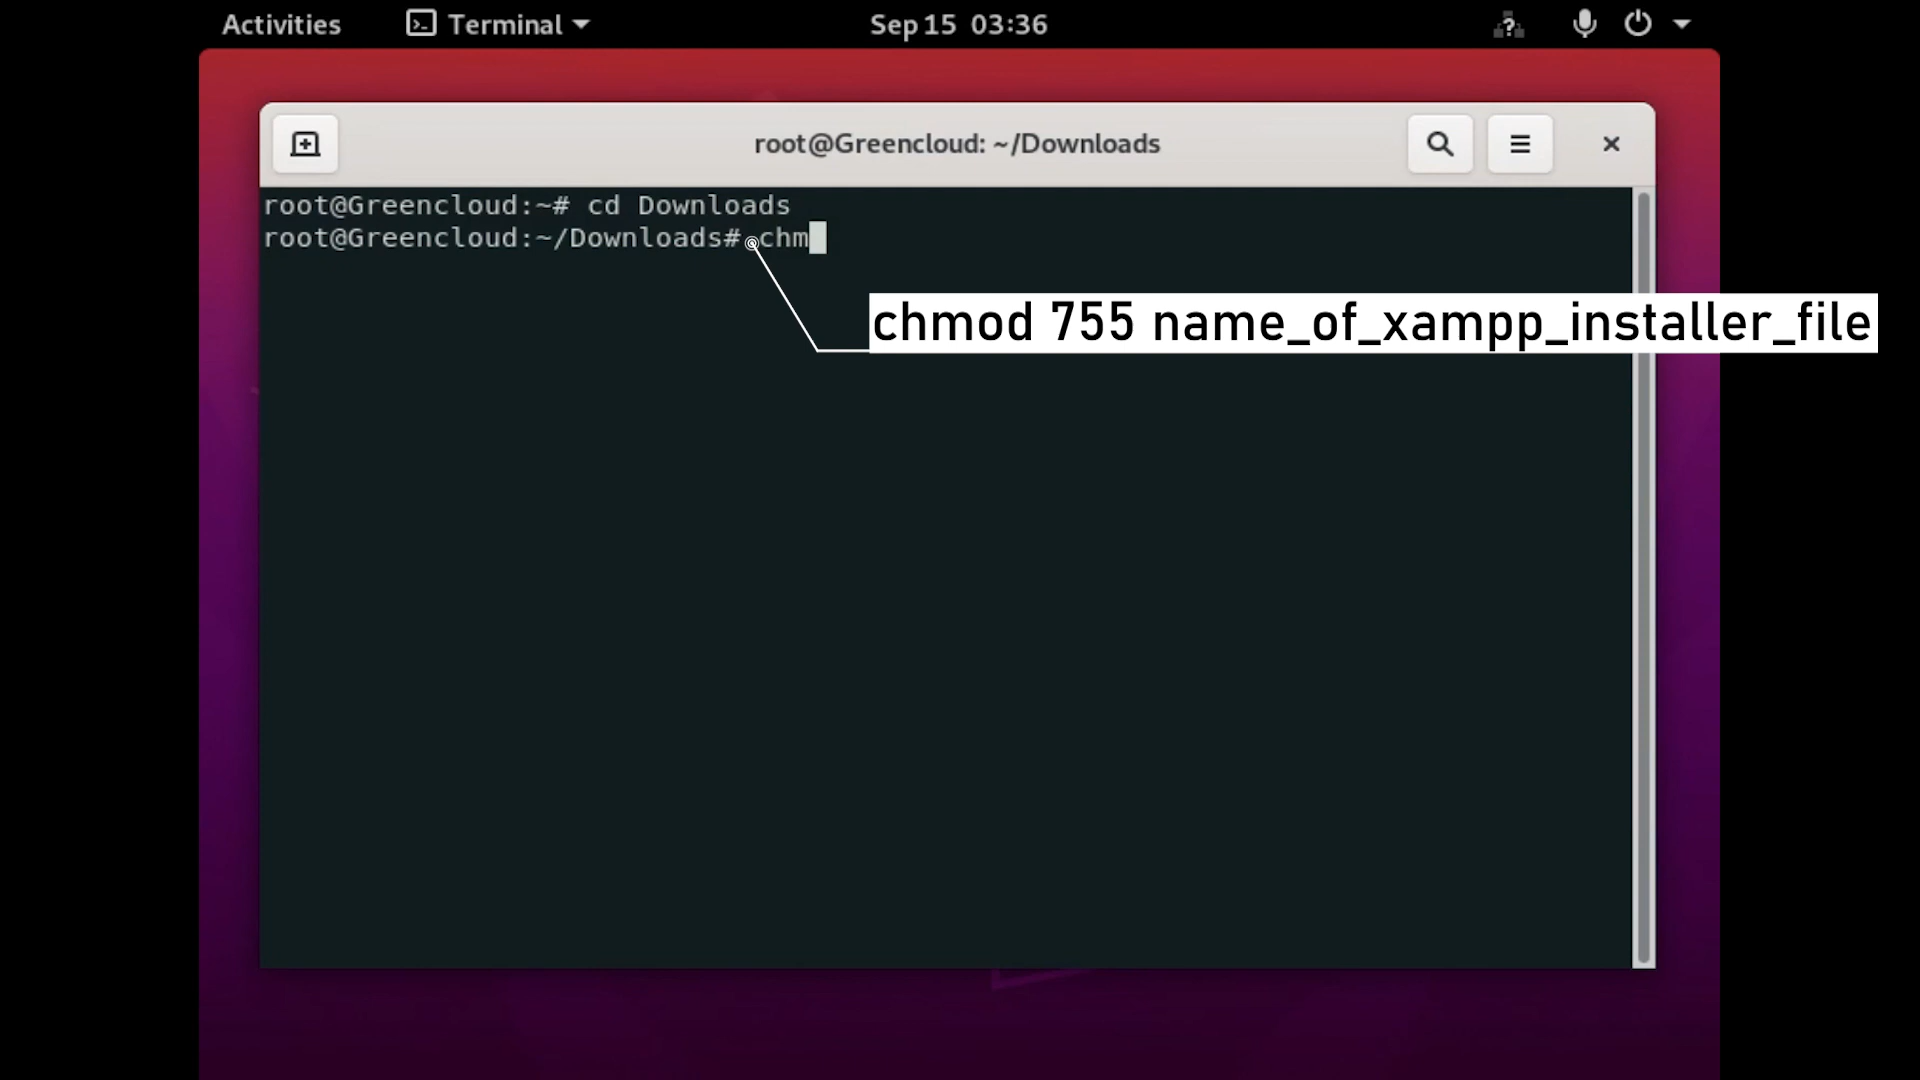 Activities Terminal Sep 15 03:36
root@Greencloud: ~/Downloads
root@Greencloud:~# cd Downloads
root@Greencloud:~/Downloads# chm
chmod 755 name_of_xampp_installer_file